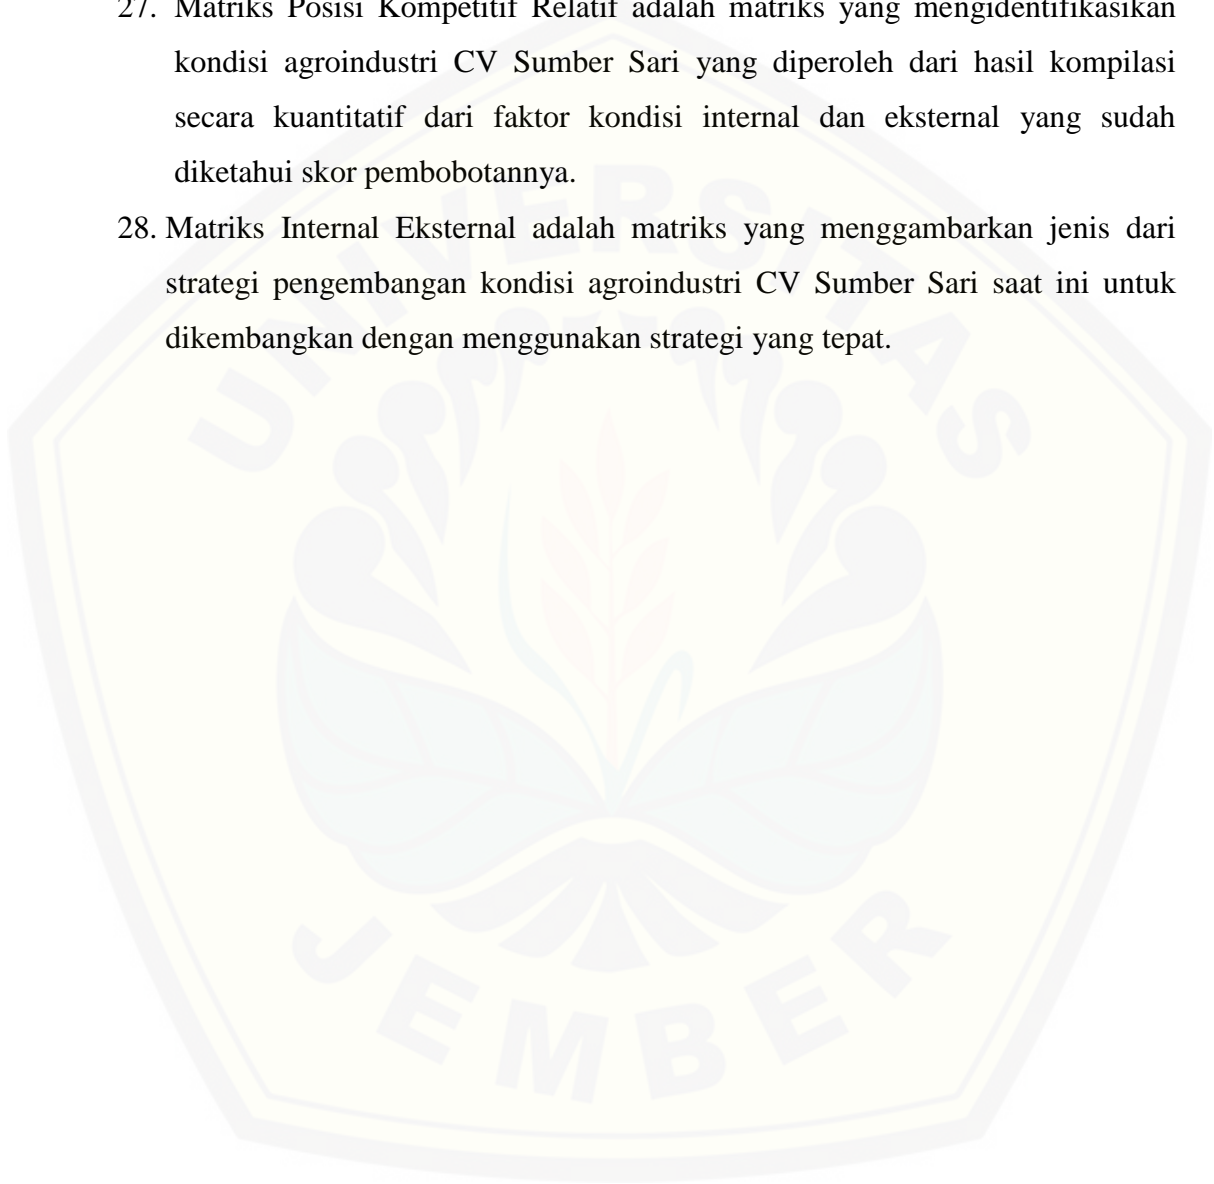 27. Matriks Posisi Kompetitif Relatif adalah matriks yang mengidentifikasikan
kondisi agroindustri CV Sumber Sari yang diperoleh dari hasil kompilasi
secara kuantitatif dari faktor kondisi internal dan eksternal yang sudah
diketahui skor pembobotannya.
28. Matriks Internal Eksternal adalah matriks yang menggambarkan jenis dari
strategi pengembangan kondisi agroindustri CV Sumber Sari saat ini untuk
dikembangkan dengan menggunakan strategi yang tepat.
UNIVERSITAS
JEMBER